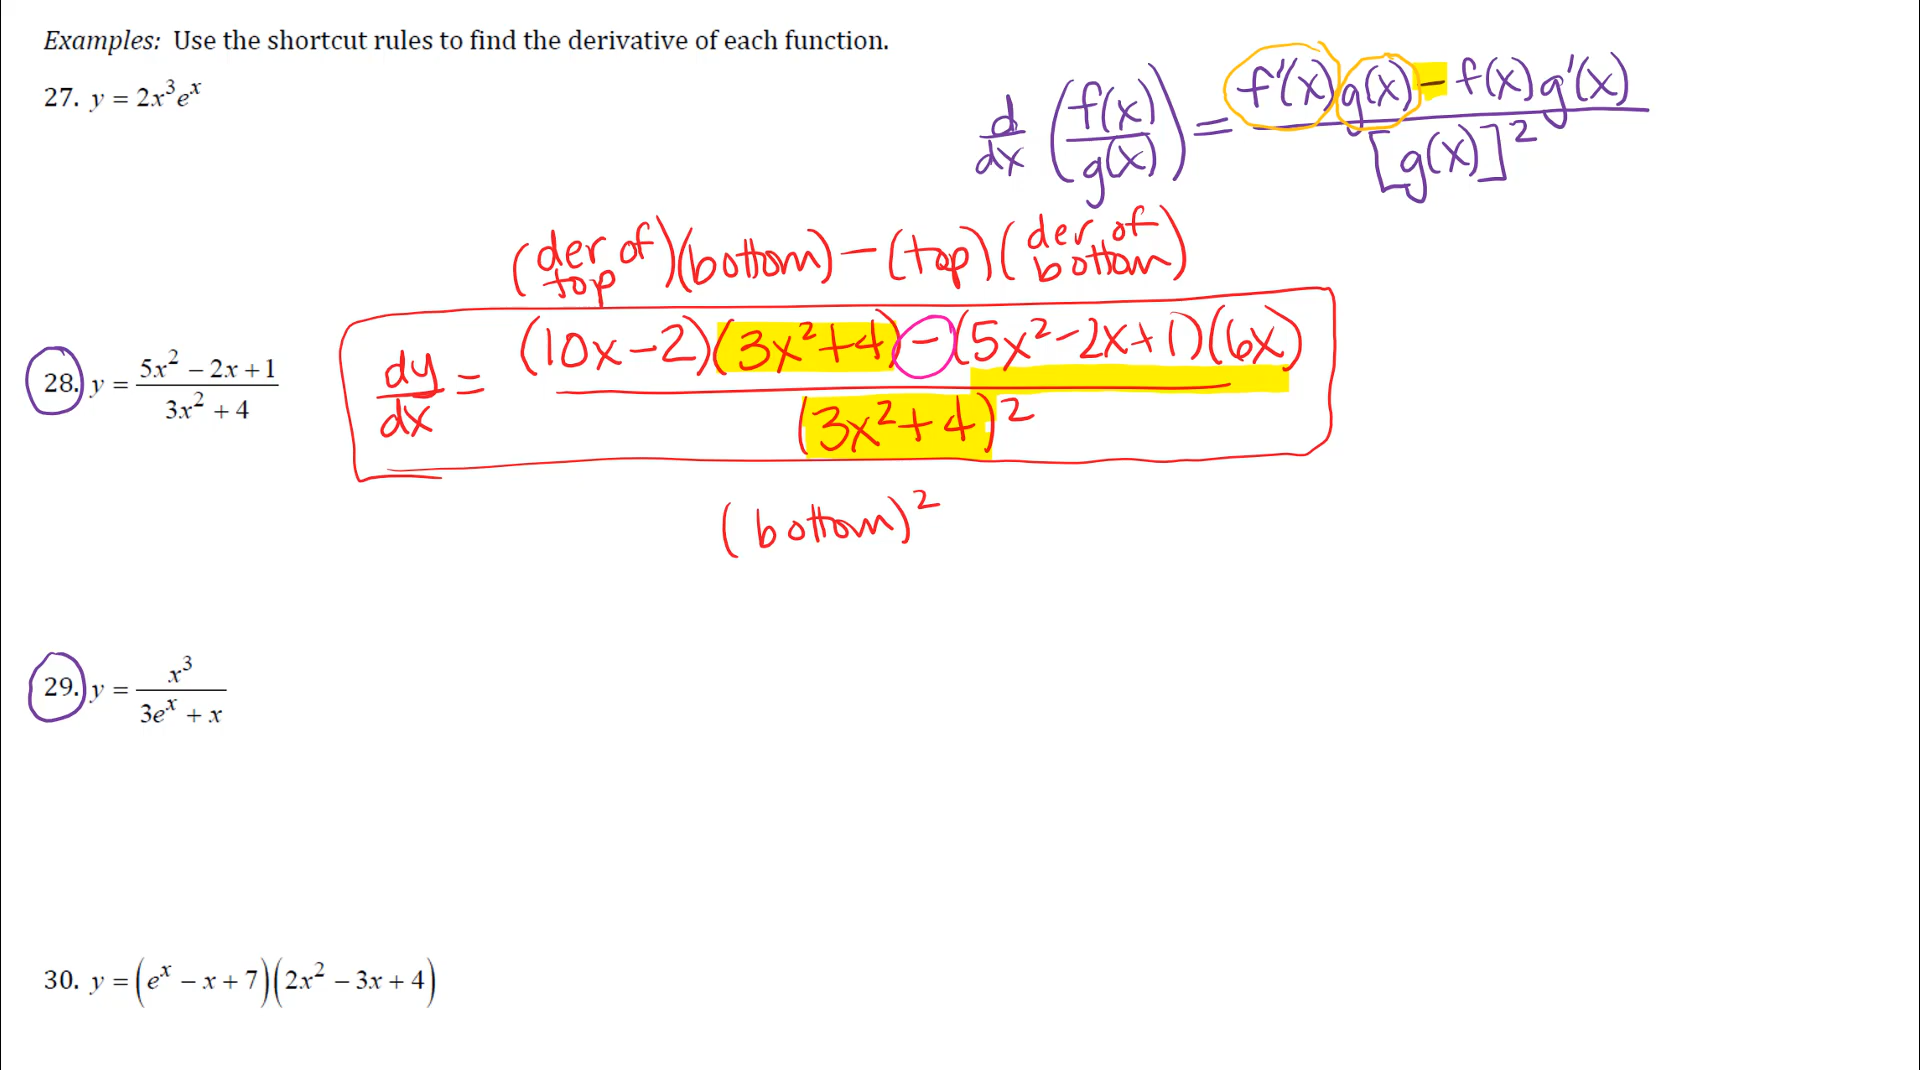 Examples: Use the shortcut rules to find the derivative of each function.
27. y = 2x³eˣ
d/dx (f(x)/g(x)) = (f'(x)g(x) − f(x)g'(x)) / [g(x)]²
(der of top)(bottom) − (top)(der of bottom)
28. y = (5x² − 2x + 1)/(3x² + 4)
dy/dx = ((10x − 2)(3x² + 4) − (5x² − 2x + 1)(6x)) / (3x² + 4)²
(bottom)²
29. y = x³/(3eˣ + x)
30. y = (eˣ − x + 7)(2x² − 3x + 4)